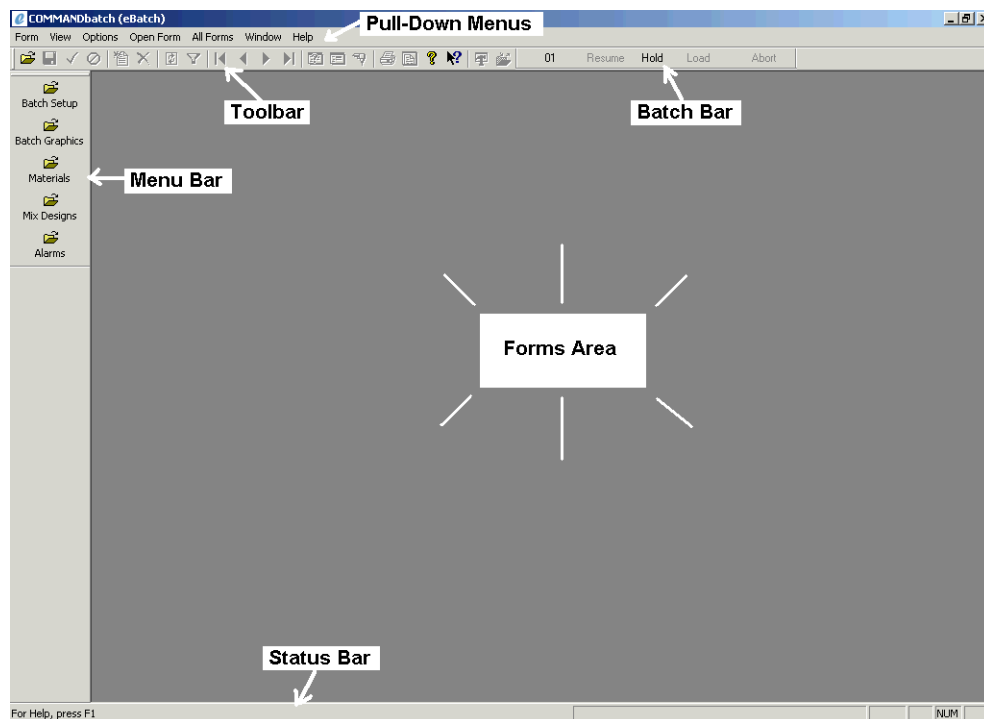 COMMANDbatch (eBatch)
Pull-Down Menus
Form View Options Open Form All Forms Window Help
01 Resume Hold Load Abort
Batch Setup
Toolbar
Batch Bar
Batch Graphics
Materials
Menu Bar
Mix Designs
Alarms
Forms Area
Status Bar
For Help, press F1
NUM